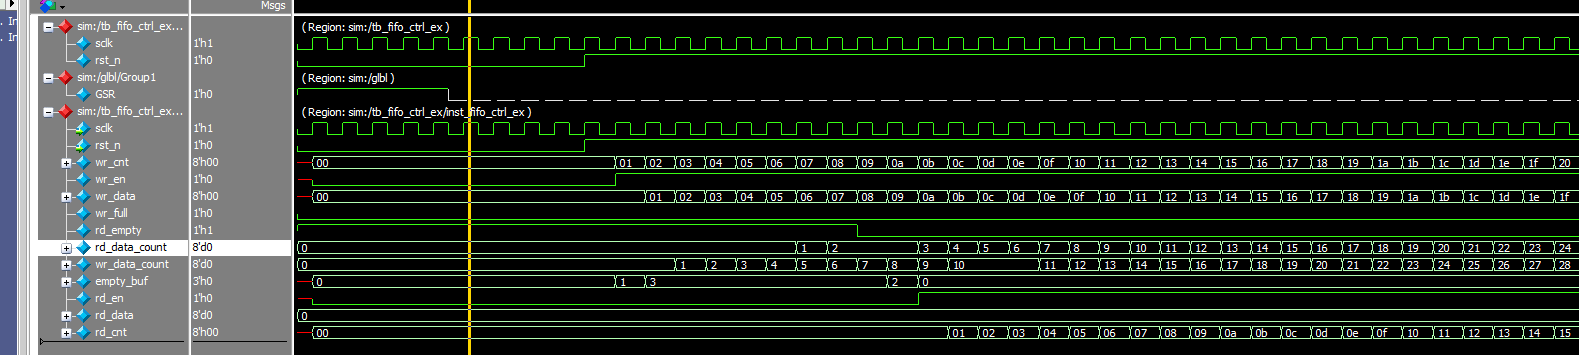 Msgs
. In
. In
sim:/tb_fifo_ctrl_ex... ( Region: sim:/tb_fifo_ctrl_ex )
sclk 1'h1
rst_n 1'h0
sim:/glbl/Group1 ( Region: sim:/glbl )
GSR 1'h0
sim:/tb_fifo_ctrl_ex... ( Region: sim:/tb_fifo_ctrl_ex/inst_fifo_ctrl_ex )
sclk 1'h1
rst_n 1'h0
wr_cnt 8'h00 00 01 02 03 04 05 06 07 08 09 0a 0b 0c 0d 0e 0f 10 11 12 13 14 15 16 17 18 19 1a 1b 1c 1d 1e 1f 20
wr_en 1'h0
wr_data 8'h00 00 01 02 03 04 05 06 07 08 09 0a 0b 0c 0d 0e 0f 10 11 12 13 14 15 16 17 18 19 1a 1b 1c 1d 1e 1f
wr_full 1'h0
rd_empty 1'h1
rd_data_count 8'd0 0 1 2 3 4 5 6 7 8 9 10 11 12 13 14 15 16 17 18 19 20 21 22 23 24
wr_data_count 8'd0 0 1 2 3 4 5 6 7 8 9 10 11 12 13 14 15 16 17 18 19 20 21 22 23 24 25 26 27 28
empty_buf 3'h0 0 1 3 2 0
rd_en 1'h0
rd_data 8'd0 0
rd_cnt 8'h00 00 01 02 03 04 05 06 07 08 09 0a 0b 0c 0d 0e 0f 10 11 12 13 14 15